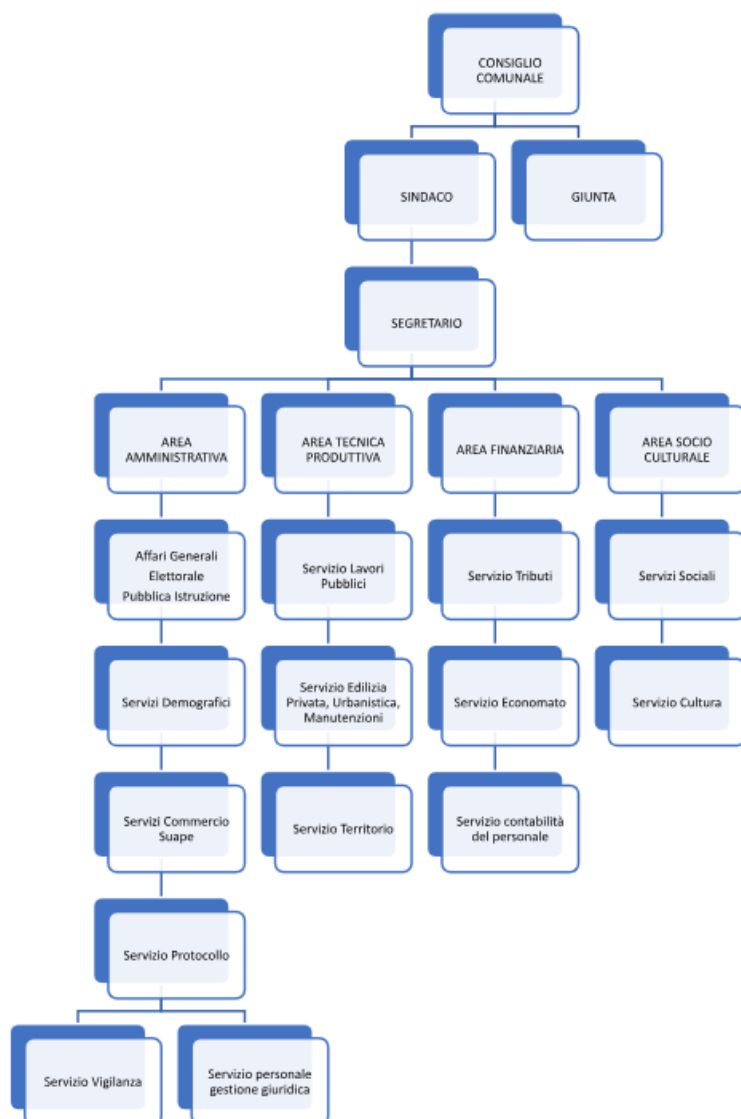 CONSIGLIO
COMUNALE
SINDACO
GIUNTA
SEGRETARIO
AREA
AMMINISTRATIVA
AREA TECNICA
PRODUTTIVA
AREA FINANZIARIA
AREA SOCIO
CULTURALE
Affari Generali
Elettorale
Pubblica Istruzione
Servizio Lavori
Pubblici
Servizio Tributi
Servizi Sociali
Servizi Demografici
Servizio Edilizia
Privata, Urbanistica,
Manutenzioni
Servizio Economato
Servizio Cultura
Servizi Commercio
Suape
Servizio Territorio
Servizio contabilità
del personale
Servizio Protocollo
Servizio Vigilanza
Servizio personale
gestione giuridica